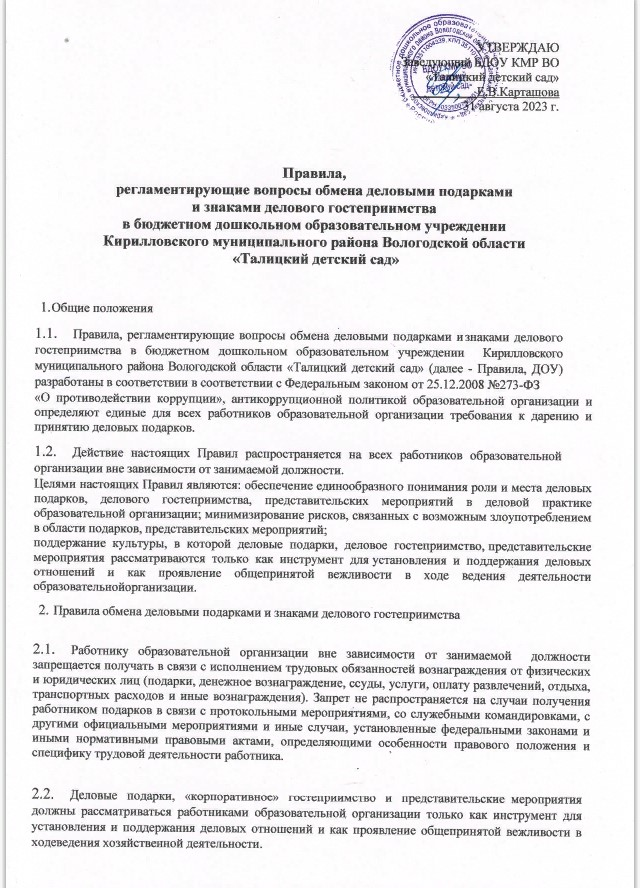 УТВЕРЖДАЮ
Заведующий БДОУ КМР ВО
«Талицкий детский сад»
Е.В.Карташова
31 августа 2023 г.
Правила,
регламентирующие вопросы обмена деловыми подарками
и знаками делового гостеприимства
в бюджетном дошкольном образовательном учреждении
Кирилловского муниципального района Вологодской области
«Талицкий детский сад»
1.Общие положения
1.1. Правила, регламентирующие вопросы обмена деловыми подарками и знаками делового
гостеприимства в бюджетном дошкольном образовательном учреждении Кирилловского
муниципального района Вологодской области «Талицкий детский сад» (далее - Правила, ДОУ)
разработаны в соответствии в соответствии с Федеральным законом от 25.12.2008 №273-ФЗ
«О противодействии коррупции», антикоррупционной политикой образовательной организации и
определяют единые для всех работников образовательной организации требования к дарению и
принятию деловых подарков.
1.2. Действие настоящих Правил распространяется на всех работников образовательной
организации вне зависимости от занимаемой должности.
Целями настоящих Правил являются: обеспечение единообразного понимания роли и места деловых
подарков, делового гостеприимства, представительских мероприятий в деловой практике
образовательной организации; минимизирование рисков, связанных с возможным злоупотреблением
в области подарков, представительских мероприятий;
поддержание культуры, в которой деловые подарки, деловое гостеприимство, представительские
мероприятия рассматриваются только как инструмент для установления и поддержания деловых
отношений и как проявление общепринятой вежливости в ходе ведения деятельности
образовательнойорганизации.
2. Правила обмена деловыми подарками и знаками делового гостеприимства
2.1. Работнику образовательной организации вне зависимости от занимаемой должности
запрещается получать в связи с исполнением трудовых обязанностей вознаграждения от физических
и юридических лиц (подарки, денежное вознаграждение, ссуды, услуги, оплату развлечений, отдыха,
транспортных расходов и иные вознаграждения). Запрет не распространяется на случаи получения
работником подарков в связи с протокольными мероприятиями, со служебными командировками, с
другими официальными мероприятиями и иные случаи, установленные федеральными законами и
иными нормативными правовыми актами, определяющими особенности правового положения и
специфику трудовой деятельности работника.
2.2. Деловые подарки, «корпоративное» гостеприимство и представительские мероприятия
должны рассматриваться работниками образовательной организации только как инструмент для
установления и поддержания деловых отношений и как проявление общепринятой вежливости в
ходеведения хозяйственной деятельности.